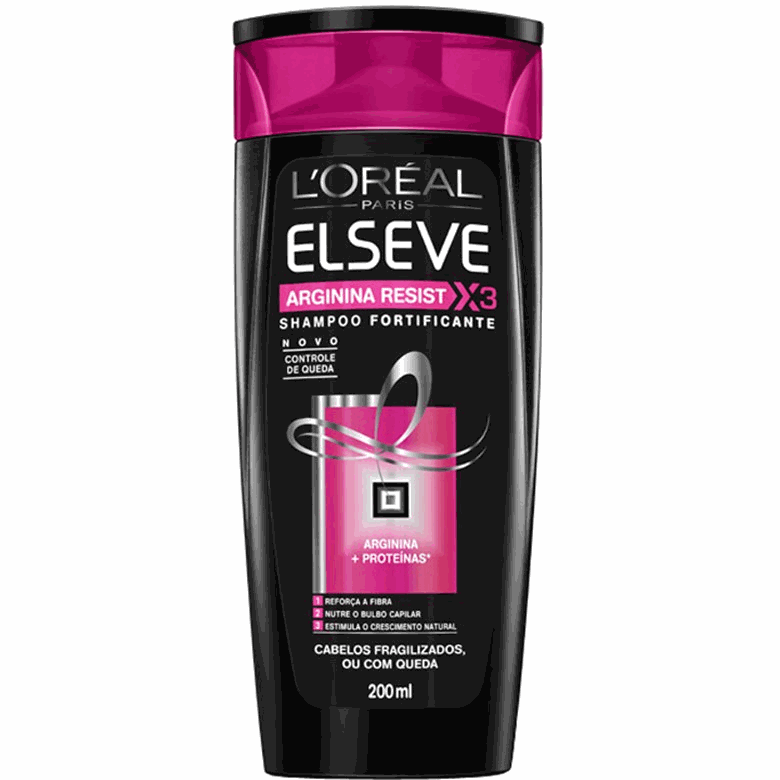 L'ORÉAL
PARIS
ELSEVE
ARGININA RESIST X3
SHAMPOO FORTIFICANTE
NOVO
CONTROLE
DE QUEDA
ARGININA
+ PROTEÍNAS*
1 REFORÇA A FIBRA
2 NUTRE O BULBO CAPILAR
3 ESTIMULA O CRESCIMENTO NATURAL
CABELOS FRAGILIZADOS,
OU COM QUEDA
200ml